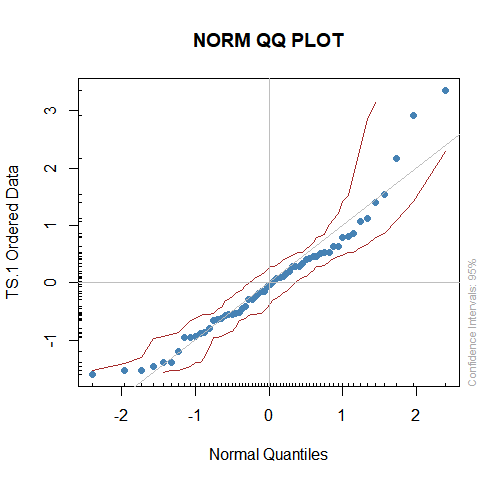 NORM QQ PLOT
TS.1 Ordered Data
3
2
1
0
-1
-2 -1 0 1 2
Normal Quantiles
Confidence Intervals: 95%